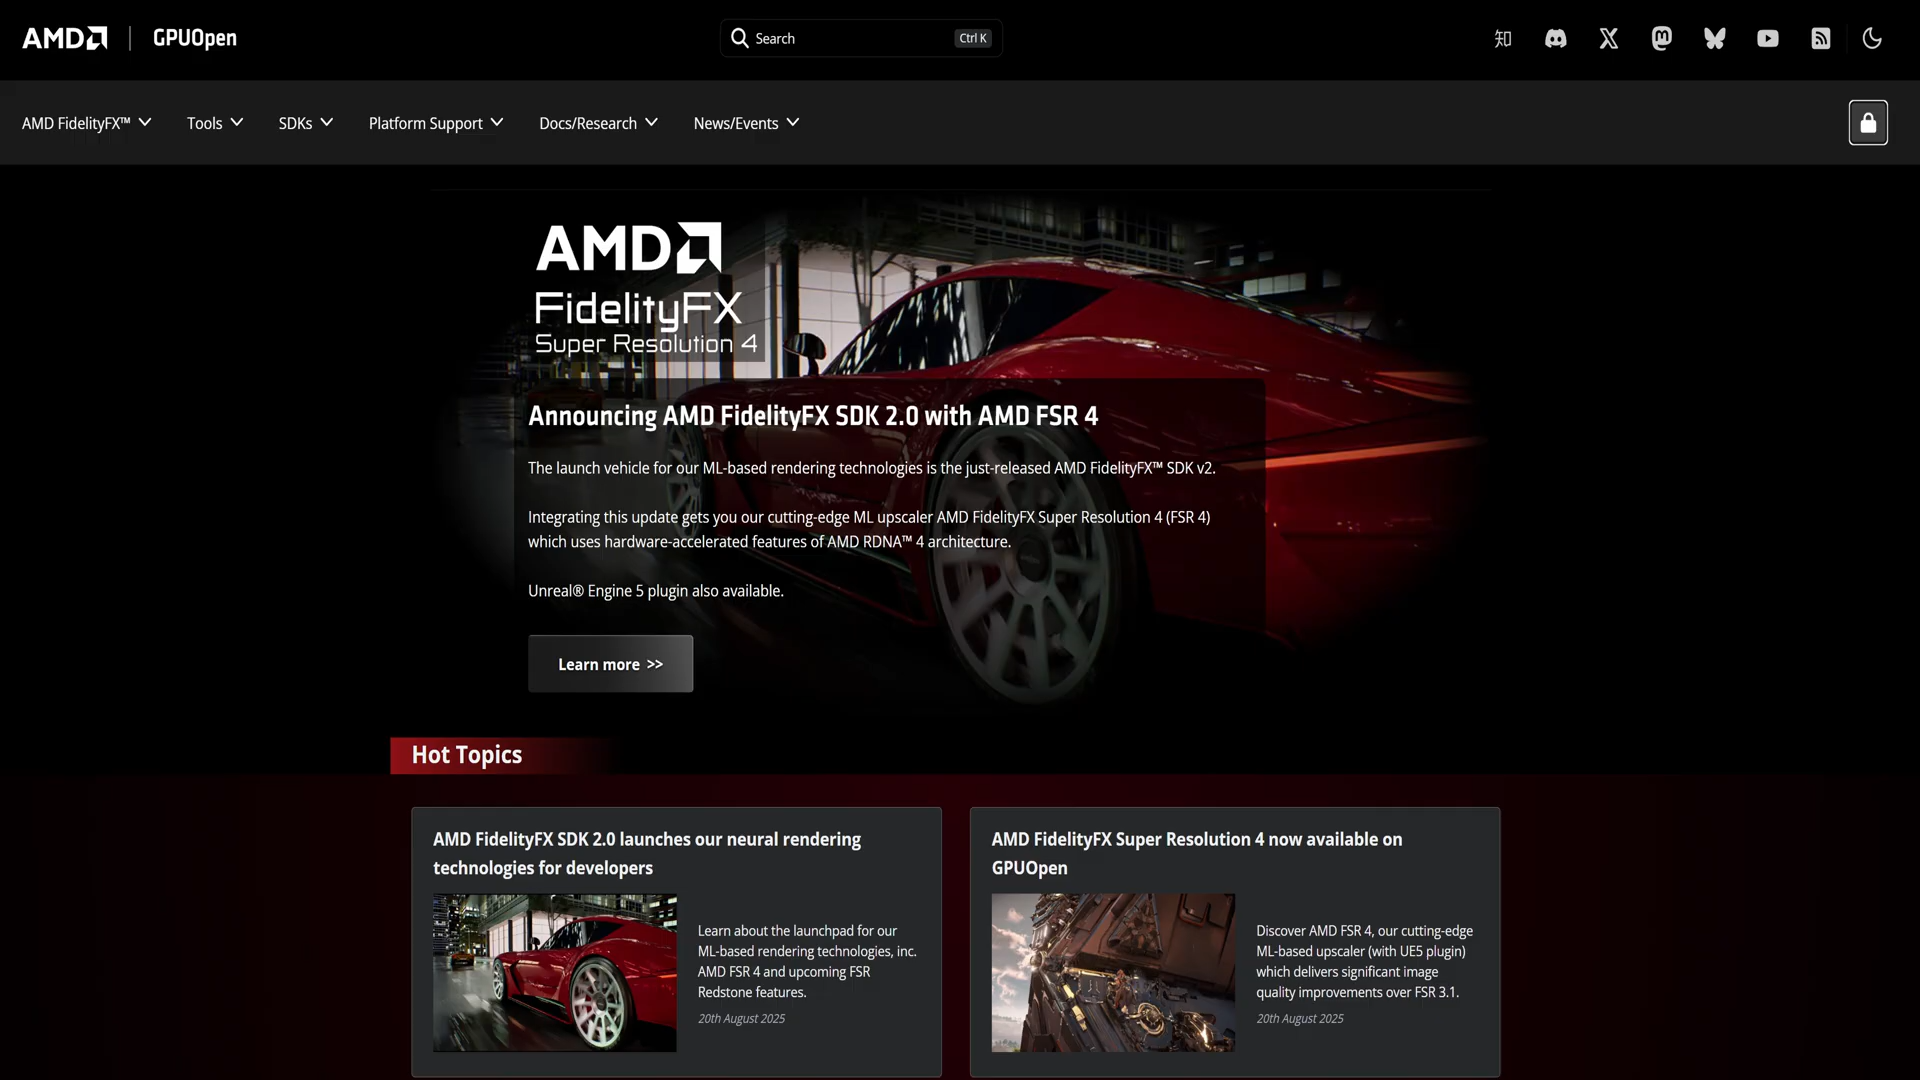 AMD GPUOpen
Search Ctrl K
知
AMD FidelityFX™ Tools SDKs Platform Support Docs/Research News/Events
AMD
FidelityFX
Super Resolution 4
Announcing AMD FidelityFX SDK 2.0 with AMD FSR 4
The launch vehicle for our ML-based rendering technologies is the just-released AMD FidelityFX™ SDK v2.
Integrating this update gets you our cutting-edge ML upscaler AMD FidelityFX Super Resolution 4 (FSR 4)
which uses hardware-accelerated features of AMD RDNA™ 4 architecture.
Unreal® Engine 5 plugin also available.
Learn more >>
Hot Topics
AMD FidelityFX SDK 2.0 launches our neural rendering
technologies for developers
Learn about the launchpad for our
ML-based rendering technologies, inc.
AMD FSR 4 and upcoming FSR
Redstone features.
20th August 2025
AMD FidelityFX Super Resolution 4 now available on
GPUOpen
Discover AMD FSR 4, our cutting-edge
ML-based upscaler (with UE5 plugin)
which delivers significant image
quality improvements over FSR 3.1.
20th August 2025